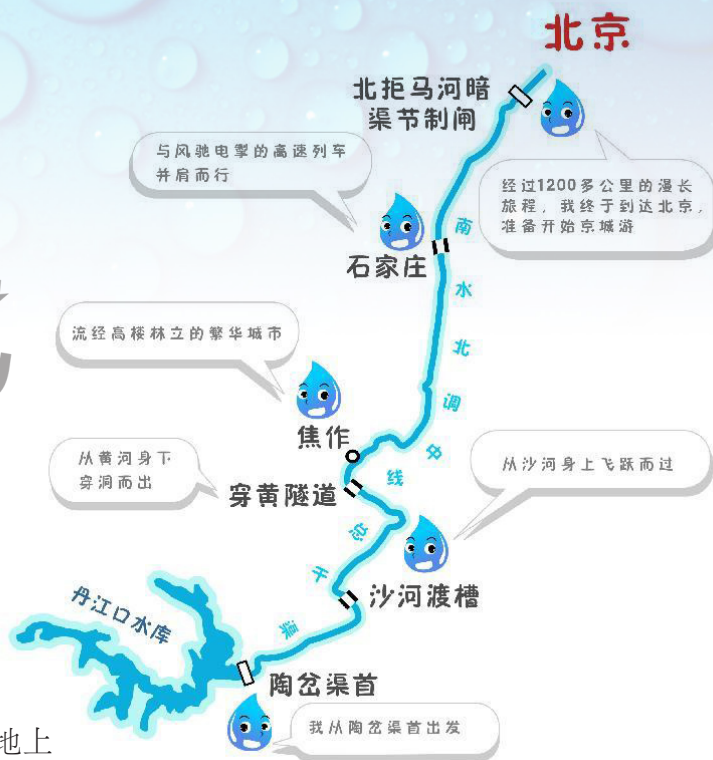 北京
北拒马河暗
渠节制闸
与风驰电掣的高速列车
并肩而行
经过1200多公里的漫长
旅程，我终于到达北京，
准备开始京城游
石家庄
南水北调中线总干渠
流经高楼林立的繁华城市
焦作
从黄河身下
穿洞而出
从沙河身上飞跃而过
穿黄隧道
沙河渡槽
丹江口水库
陶岔渠首
我从陶岔渠首出发
地上